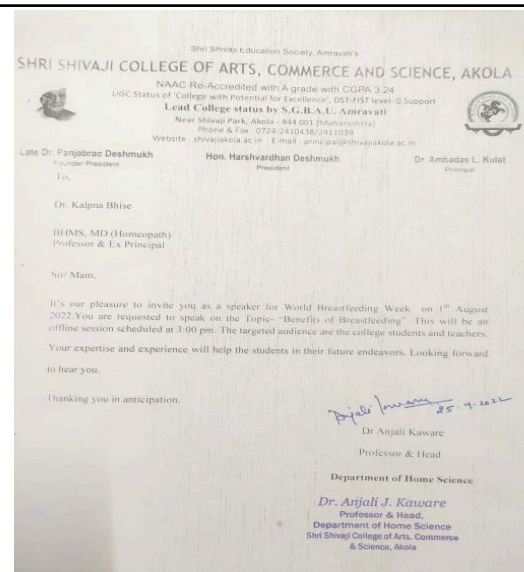 Shri Shivaji Education Society, Amravati's
SHRI SHIVAJI COLLEGE OF ARTS, COMMERCE AND SCIENCE, AKOLA
NAAC Re-Accredited with A grade with CGPA 3.24
UGC Status of 'College with Potential for Excellence', DST-FIST level- 0 Support
Lead College status by S.G.B.A.U. Amravati
Near Shivaji Park, Akola - 444 001 (Maharashtra)
Phone & Fax : 0724-2410438/2411039
Website : shivajiakola.ac.in E-mail : principal@shivajiakola.ac.in
Late Dr. Panjabrao Deshmukh Hon. Harshvardhan Deshmukh Dr. Ambadas L. Kulat
Founder President President Principal
To,
Dr. Kalpna Bhise
BHMS, MD (Homeopath)
Professor & Ex Principal
Sir/ Mam,
It's our pleasure to invite you as a speaker for World Breastfeeding Week on 1st August
2022.You are requested to speak on the Topic- "Benefits of Breastfeeding". This will be an
offline session scheduled at 3:00 pm. The targeted audience are the college students and teachers.
Your expertise and experience will help the students in their future endeavors. Looking forward
to hear you.
Thanking you in anticipation.
Dr Anjali Kaware
Professor & Head
Department of Home Science
Dr. Anjali J. Kaware
Professor & Head,
Department of Home Science
Shri Shivaji College of Arts, Commerce
& Science, Akola